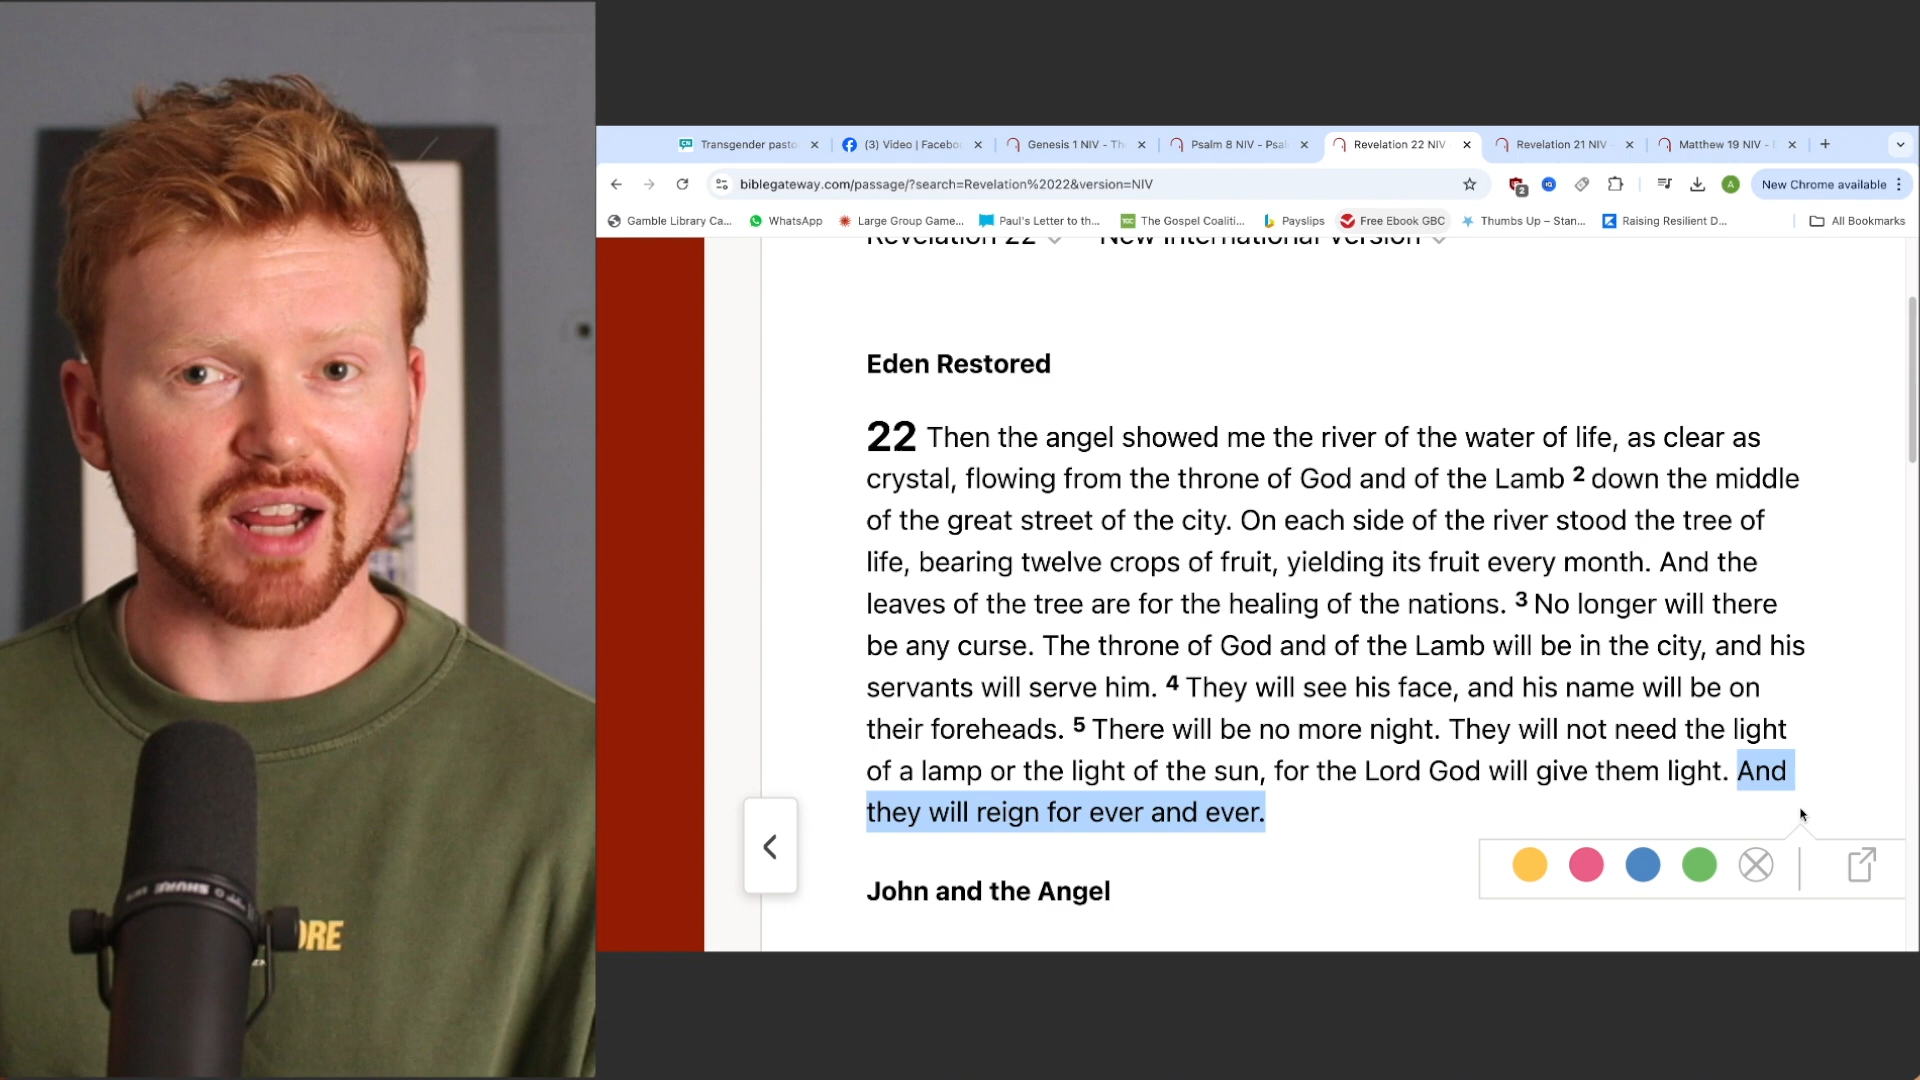 Transgender pasto
(3) Video | Facebo
Genesis 1 NIV - Th
Psalm 8 NIV - Psal
Revelation 22 NIV
Revelation 21 NIV -
Matthew 19 NIV -
biblegateway.com/passage/?search=Revelation%2022&version=NIV
2
A
New Chrome available
Gamble Library Ca...
WhatsApp
Large Group Game...
Paul's Letter to th...
TGC
The Gospel Coaliti...
Payslips
Free Ebook GBC
Thumbs Up – Stan...
Raising Resilient D...
All Bookmarks
Revelation 22 New International Version
Eden Restored
22 Then the angel showed me the river of the water of life, as clear as
crystal, flowing from the throne of God and of the Lamb 2 down the middle
of the great street of the city. On each side of the river stood the tree of
life, bearing twelve crops of fruit, yielding its fruit every month. And the
leaves of the tree are for the healing of the nations. 3 No longer will there
be any curse. The throne of God and of the Lamb will be in the city, and his
servants will serve him. 4 They will see his face, and his name will be on
their foreheads. 5 There will be no more night. They will not need the light
of a lamp or the light of the sun, for the Lord God will give them light. And
they will reign for ever and ever.
John and the Angel
SHURE
ORE